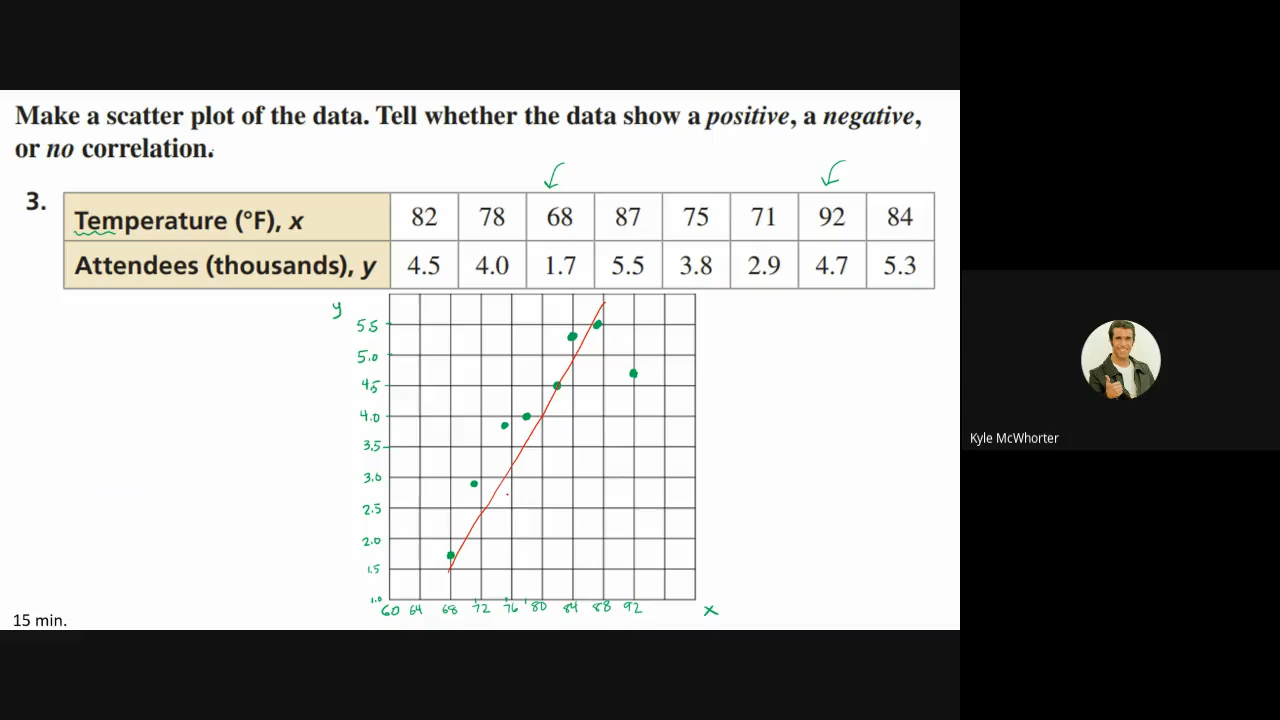 Make a scatter plot of the data. Tell whether the data show a positive, a negative,
or no correlation.
3.
Temperature (°F), x 82 78 68 87 75 71 92 84
Attendees (thousands), y 4.5 4.0 1.7 5.5 3.8 2.9 4.7 5.3
y
5.5
5.0
4.5
4.0
3.5
3.0
2.5
2.0
1.5
1.0
60 64 68 72 76 80 84 88 92 x
15 min.
Kyle McWhorter